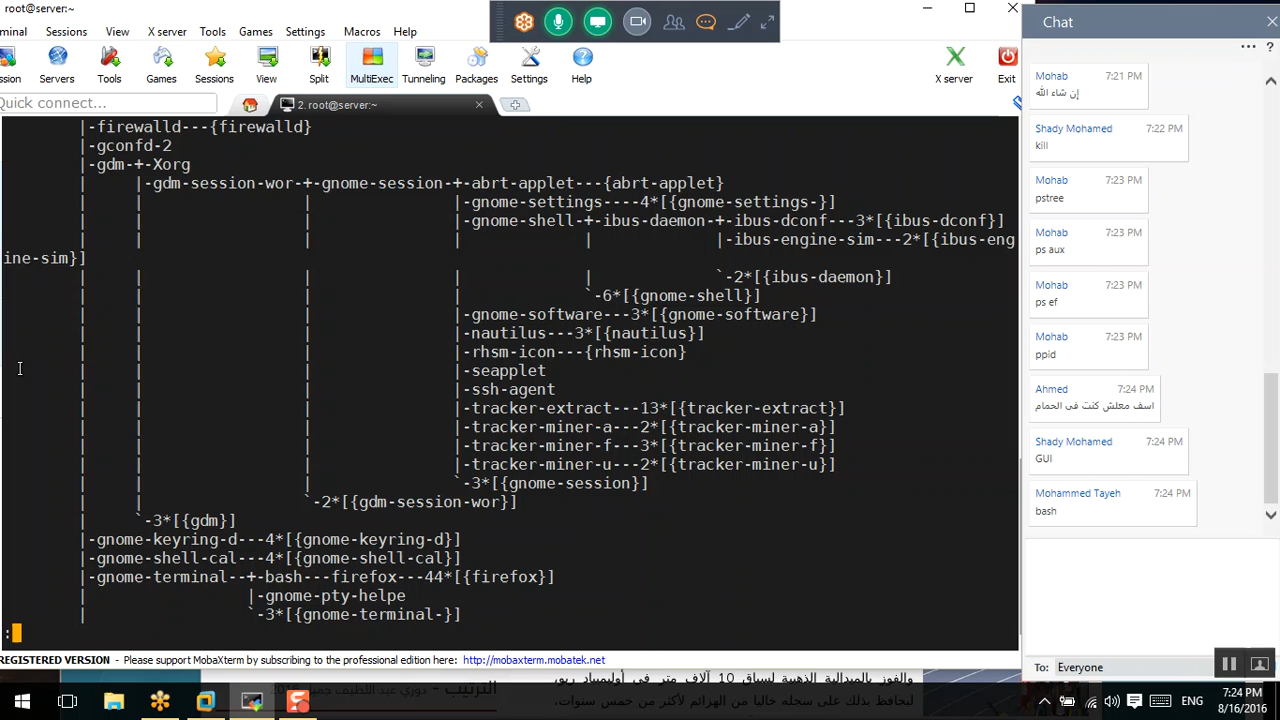 root@server:~
Chat
minal Sessions View X server Tools Games Settings Macros Help
ssion Servers Tools Games Sessions View Split MultiExec Tunneling Packages Settings Help X server Exit
Quick connect...
2. root@server:~
|-firewalld---{firewalld}
|-gconfd-2
|-gdm-+-Xorg
| |-gdm-session-wor-+-gnome-session-+-abrt-applet---{abrt-applet}
| | | |-gnome-settings----4*[{gnome-settings-}]
| | | |-gnome-shell-+-ibus-daemon-+-ibus-dconf---3*[{ibus-dconf}]
| | | | |-ibus-engine-sim---2*[{ibus-eng
ine-sim}]
| | | | `-2*[{ibus-daemon}]
| | | `-6*[{gnome-shell}]
| | | |-gnome-software---3*[{gnome-software}]
| | | |-nautilus---3*[{nautilus}]
| | | |-rhsm-icon---{rhsm-icon}
| | | |-seapplet
| | | |-ssh-agent
| | | |-tracker-extract---13*[{tracker-extract}]
| | | |-tracker-miner-a---2*[{tracker-miner-a}]
| | | |-tracker-miner-f---3*[{tracker-miner-f}]
| | | |-tracker-miner-u---2*[{tracker-miner-u}]
| | | `-3*[{gnome-session}]
| | `-2*[{gdm-session-wor}]
| `-3*[{gdm}]
|-gnome-keyring-d---4*[{gnome-keyring-d}]
|-gnome-shell-cal---4*[{gnome-shell-cal}]
|-gnome-terminal--+-bash---firefox---44*[{firefox}]
| |-gnome-pty-helpe
| `-3*[{gnome-terminal-}]
:
REGISTERED VERSION - Please support MobaXterm by subscribing to the professional edition here: http://mobaxterm.mobatek.net
Mohab 7:21 PM
إن شاء الله
Shady Mohamed 7:22 PM
kill
Mohab 7:23 PM
pstree
Mohab 7:23 PM
ps aux
Mohab 7:23 PM
ps ef
Mohab 7:23 PM
ppid
Ahmed 7:24 PM
اسف معلش كنت فى الحمام
Shady Mohamed 7:24 PM
GUI
Mohammed Tayeh 7:24 PM
bash
To: Everyone
والفوز بالميدالية الذهبية لسباق 10 آلاف متر في أولمبياد ريو،
ليحافظ بذلك على سجله خاليا من الهزائم لأكثر من خمس سنوات.
الترتيب - دوري عبد اللطيف جميل
ENG
7:24 PM
8/16/2016